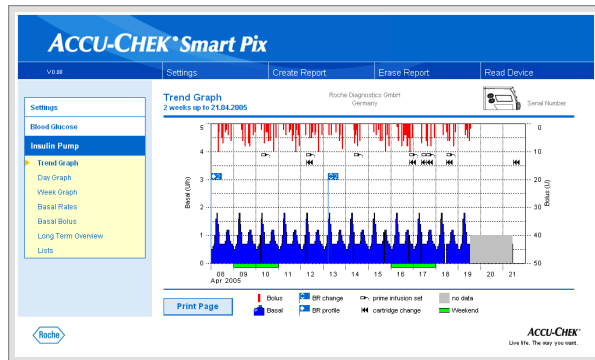 ACCU-CHEK® Smart Pix
Settings Create Report Erase Report Read Device
Trend Graph
2 weeks up to 21.04.2005
Roche Diagnostics GmbH
Germany
Serial Number
Settings
Blood Glucose
Insulin Pump
Trend Graph
Day Graph
Week Graph
Basal Rates
Basal Bolus
Long Term Overview
Lists
Basal (U/h)
5
4
3
2
1
0
Bolus (U)
0
10
20
30
40
50
08 09 10 11 12 13 14 15 16 17 18 19 20 21
Apr 2005
Print Page
Bolus BR change prime infusion set no data
Basal BR profile cartridge change Weekend
Roche
ACCU-CHEK®
Live life. The way you want.